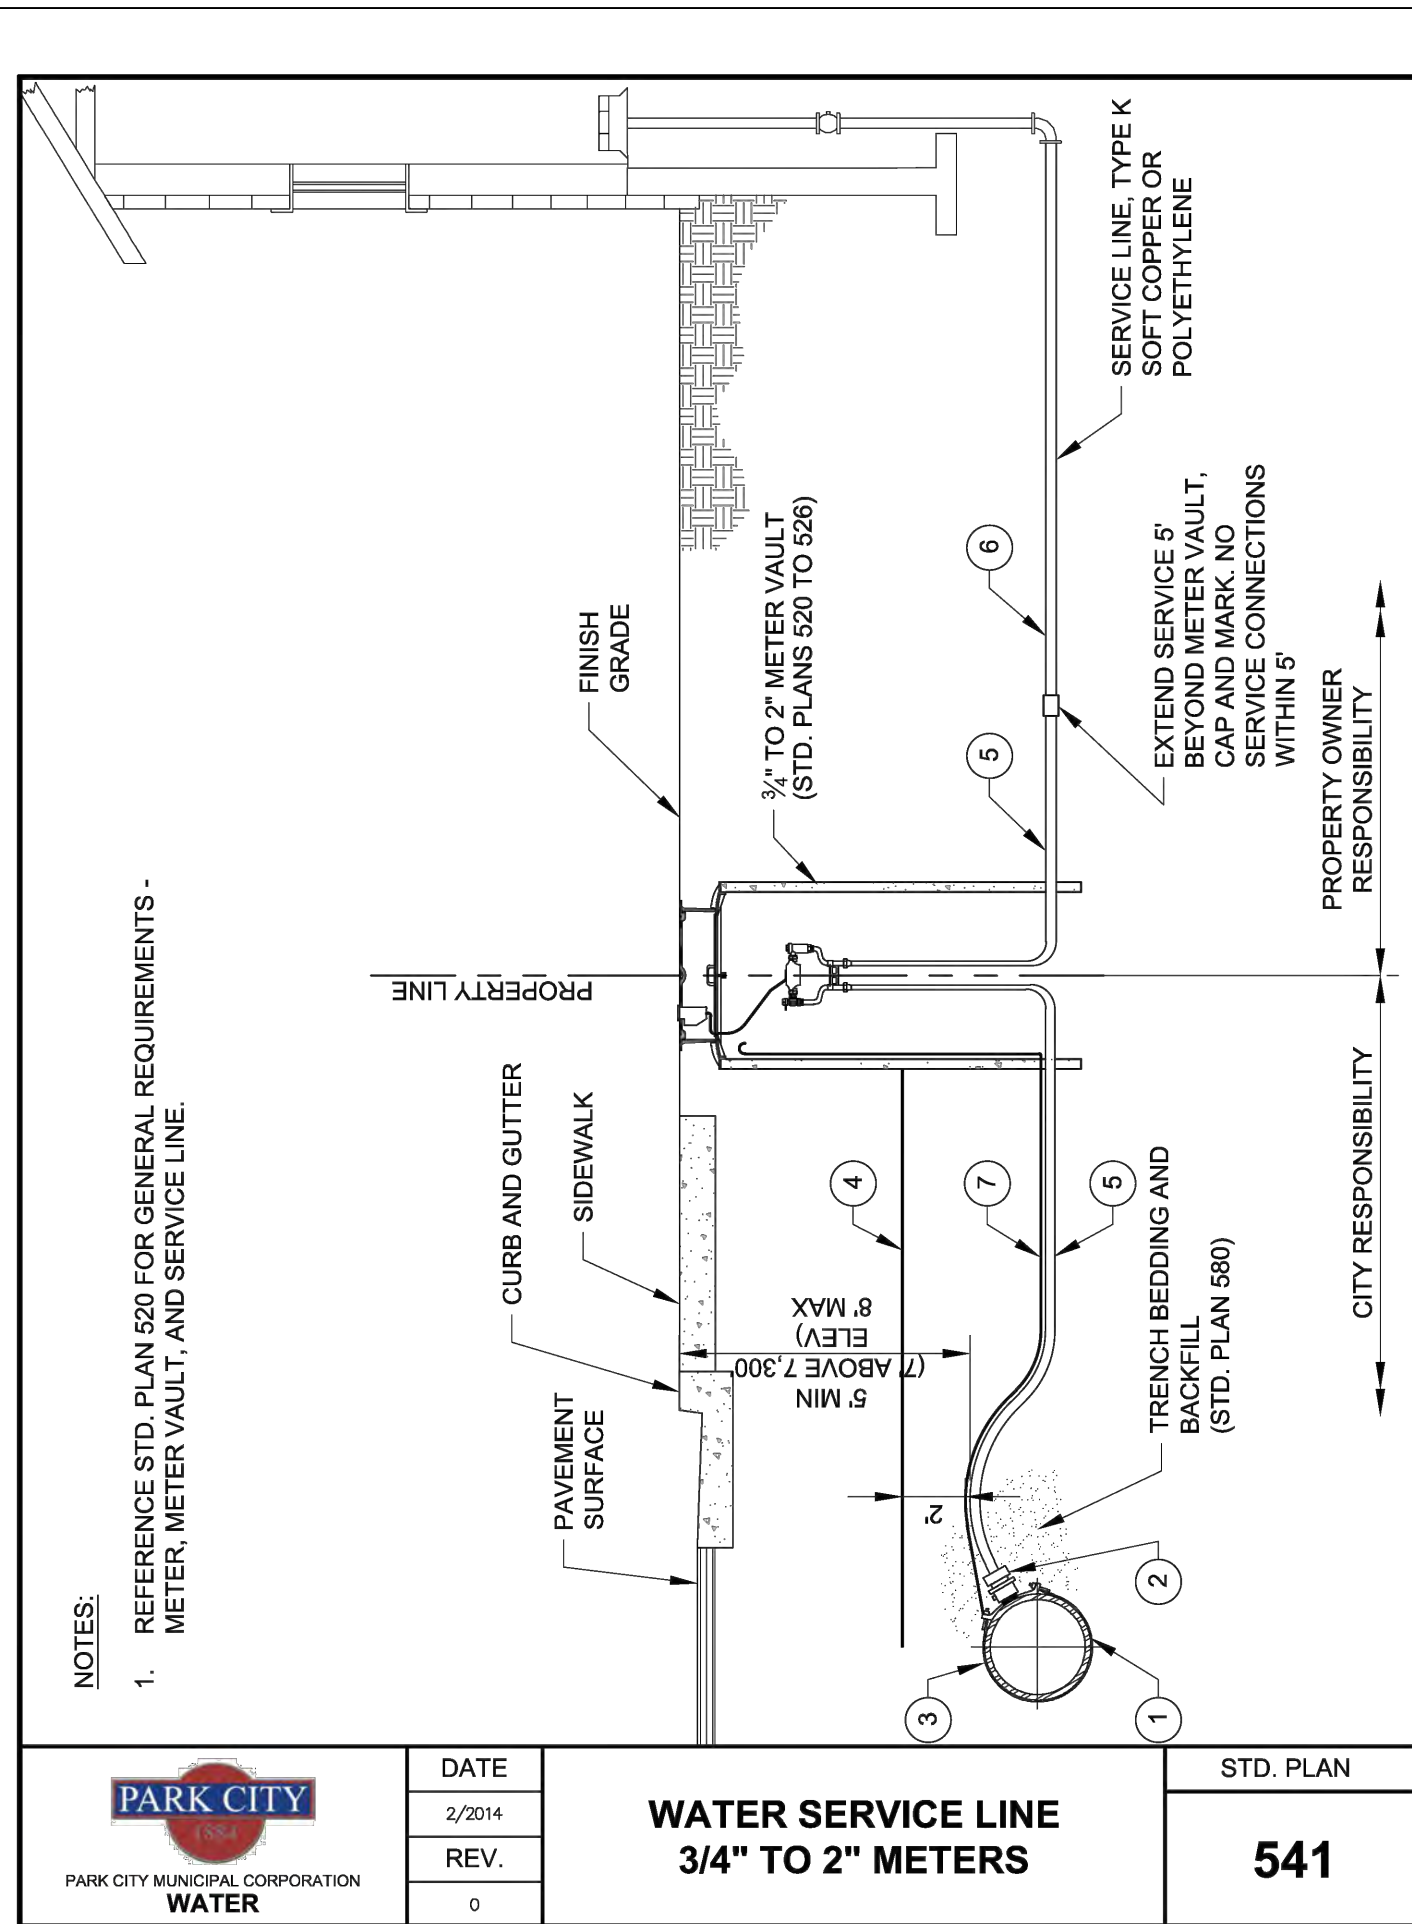 NOTES:
1. REFERENCE STD. PLAN 520 FOR GENERAL REQUIREMENTS -
METER, METER VAULT, AND SERVICE LINE.
PROPERTY LINE
FINISH
GRADE
CURB AND GUTTER
SIDEWALK
PAVEMENT
SURFACE
3/4" TO 2" METER VAULT
(STD. PLANS 520 TO 526)
5' MIN
(7' ABOVE 7,300
ELEV)
8' MAX
2'
4
7
5
5
6
3
1
2
SERVICE LINE, TYPE K
SOFT COPPER OR
POLYETHYLENE
EXTEND SERVICE 5'
BEYOND METER VAULT,
CAP AND MARK. NO
SERVICE CONNECTIONS
WITHIN 5'
TRENCH BEDDING AND
BACKFILL
(STD. PLAN 580)
CITY RESPONSIBILITY
PROPERTY OWNER
RESPONSIBILITY
PARK CITY
1884
PARK CITY MUNICIPAL CORPORATION
WATER
DATE
2/2014
REV.
0
WATER SERVICE LINE
3/4" TO 2" METERS
STD. PLAN
541